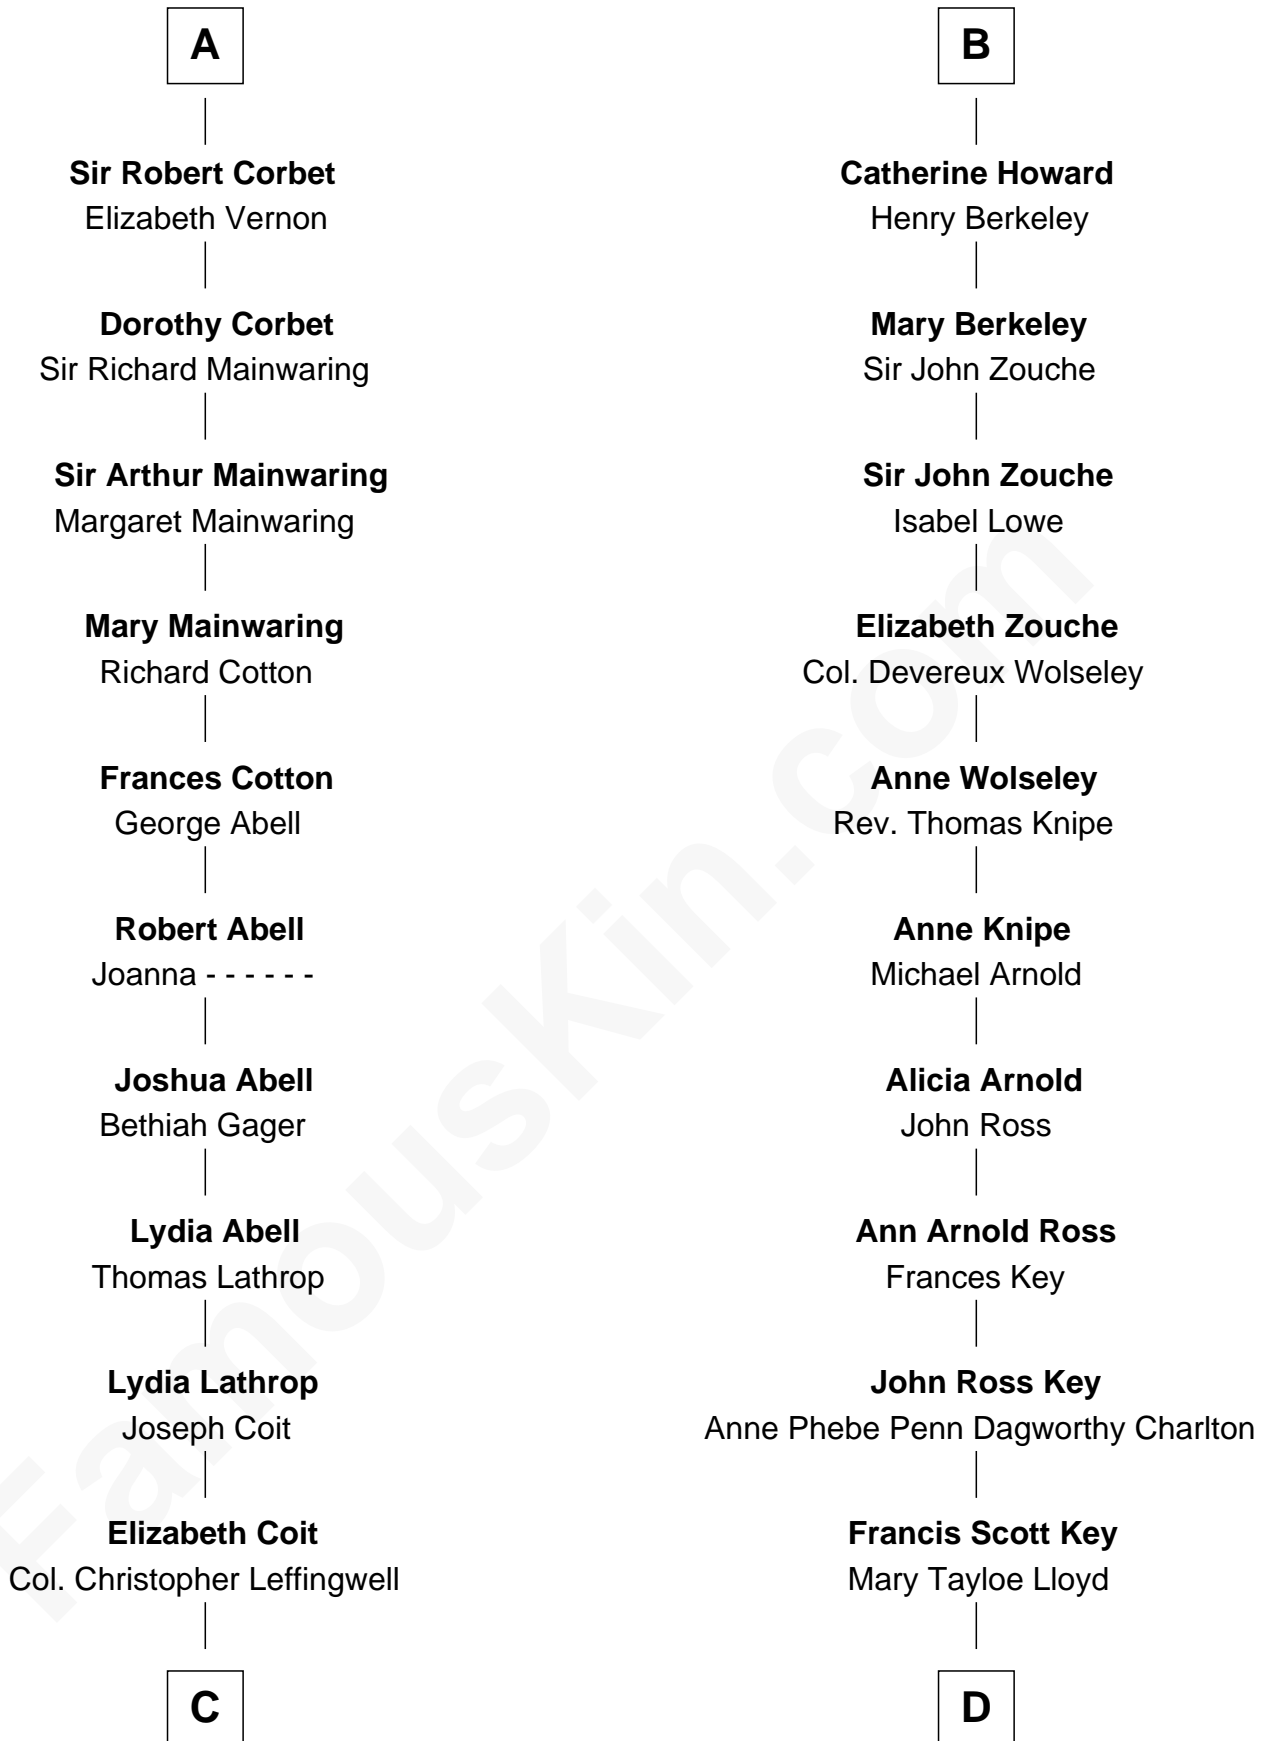 A
Sir Robert Corbet
Elizabeth Vernon
Dorothy Corbet
Sir Richard Mainwaring
Sir Arthur Mainwaring
Margaret Mainwaring
Mary Mainwaring
Richard Cotton
Frances Cotton
George Abell
Robert Abell
Joanna - - - - - -
Joshua Abell
Bethiah Gager
Lydia Abell
Thomas Lathrop
Lydia Lathrop
Joseph Coit
Elizabeth Coit
Col. Christopher Leffingwell
C
B
Catherine Howard
Henry Berkeley
Mary Berkeley
Sir John Zouche
Sir John Zouche
Isabel Lowe
Elizabeth Zouche
Col. Devereux Wolseley
Anne Wolseley
Rev. Thomas Knipe
Anne Knipe
Michael Arnold
Alicia Arnold
John Ross
Ann Arnold Ross
Frances Key
John Ross Key
Anne Phebe Penn Dagworthy Charlton
Francis Scott Key
Mary Tayloe Lloyd
D
FamousKin.com